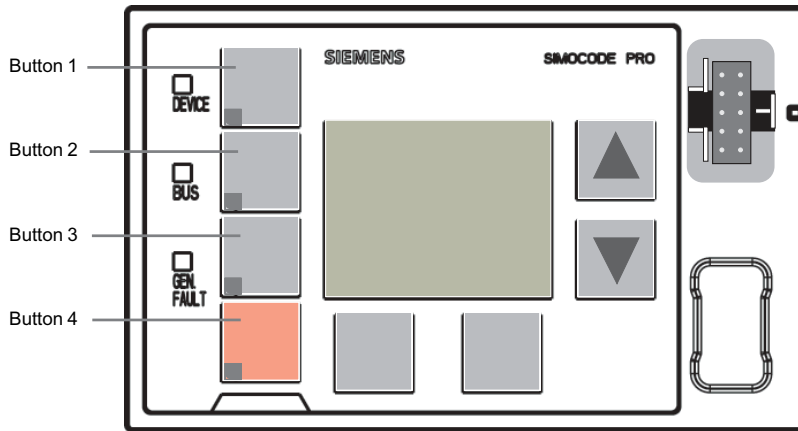 Button 1
SIEMENS
SIMOCODE PRO
DEVICE
Button 2
BUS
Button 3
GEN.
FAULT
Button 4